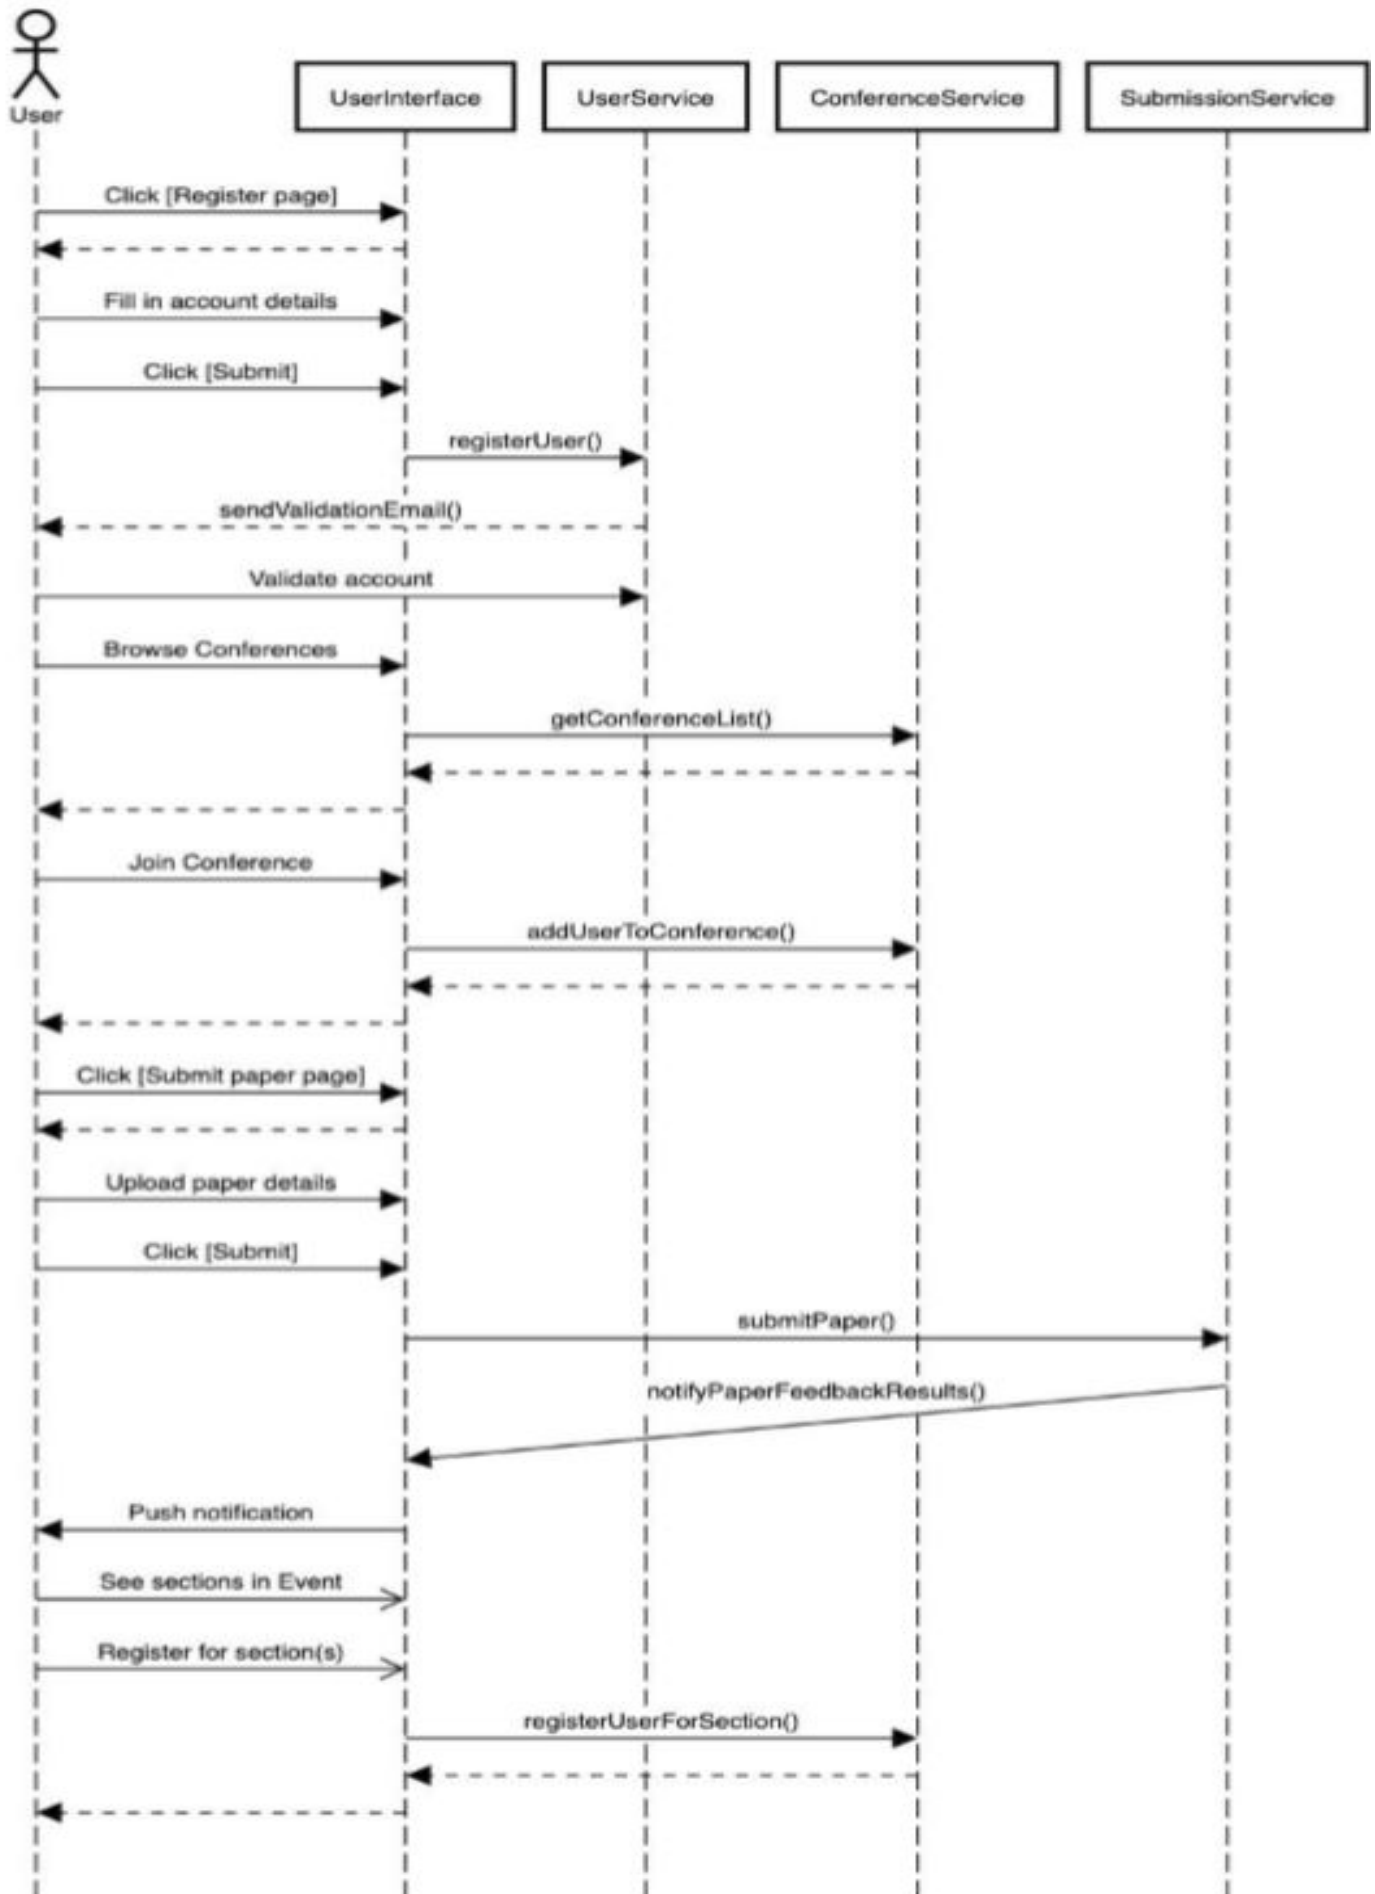 User
UserInterface
UserService
ConferenceService
SubmissionService
Click [Register page]
Fill in account details
Click [Submit]
registerUser()
sendValidationEmail()
Validate account
Browse Conferences
getConferenceList()
Join Conference
addUserToConference()
Click [Submit paper page]
Upload paper details
Click [Submit]
submitPaper()
notifyPaperFeedbackResults()
Push notification
See sections in Event
Register for section(s)
registerUserForSection()